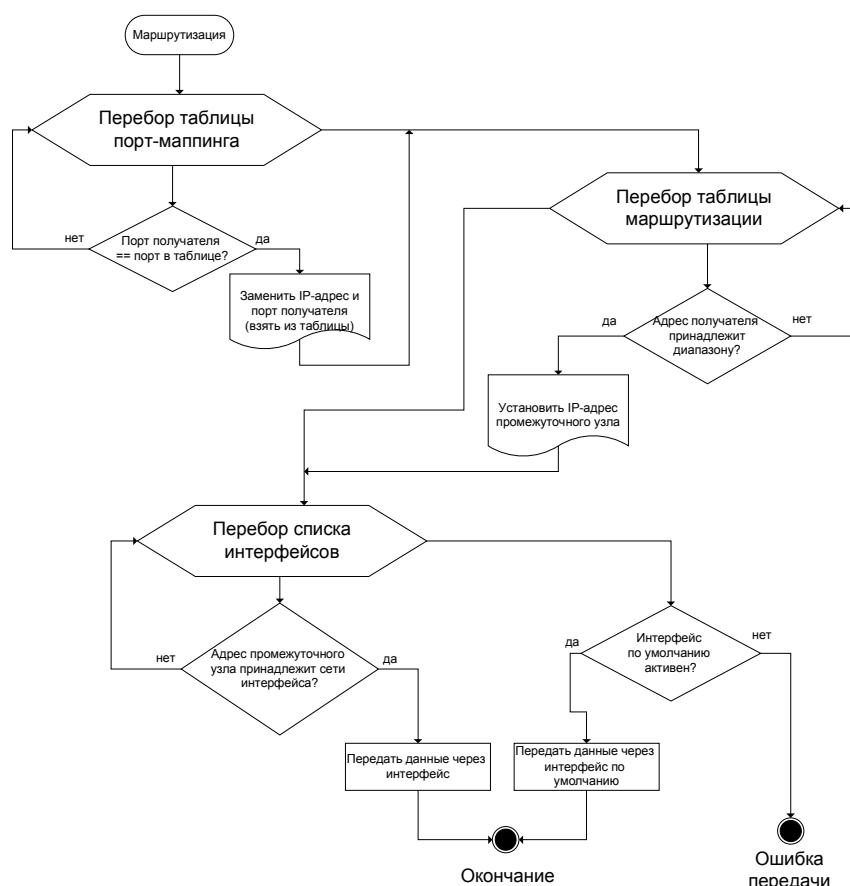 Маршрутизация
Перебор таблицы
порт-маппинга
нет
Порт получателя
== порт в таблице?
да
Заменить IP-адрес и
порт получателя
(взять из таблицы)
Перебор таблицы
маршрутизации
да
Адрес получателя
принадлежит
диапазону?
нет
Установить IP-адрес
промежуточного узла
Перебор списка
интерфейсов
нет
Адрес промежуточного
узла принадлежит сети
интерфейса?
да
да
Интерфейс
по умолчанию
активен?
нет
Передать данные через
интерфейс
Передать данные через
интерфейс по
умолчанию
Окончание
Ошибка
передачи